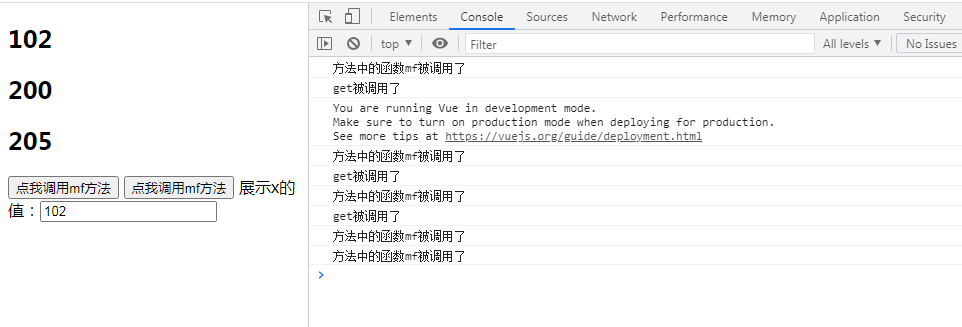 102
200
205
点我调用mf方法 点我调用mf方法 展示x的
值：102
Elements Console Sources Network Performance Memory Application Security
top ▼ Filter All levels ▼ No Issues
方法中的函数mf被调用了
get被调用了
You are running Vue in development mode.
Make sure to turn on production mode when deploying for production.
See more tips at https://vuejs.org/guide/deployment.html
方法中的函数mf被调用了
get被调用了
方法中的函数mf被调用了
get被调用了
方法中的函数mf被调用了
方法中的函数mf被调用了